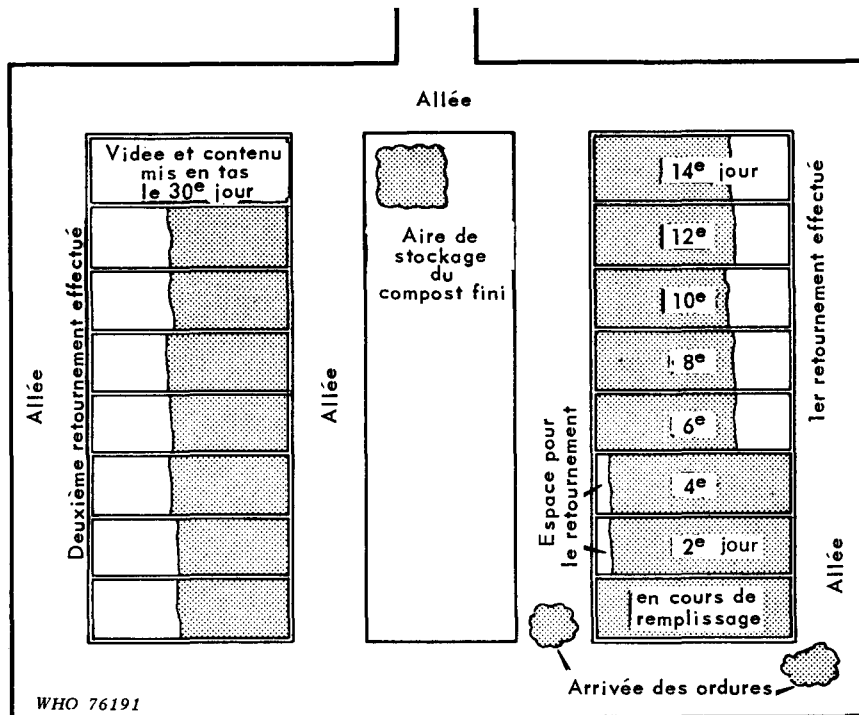 Allée
Videe et contenu
mis en tas
le 30e jour
Deuxième retournement effectué
Allée
Allée
Aire de
stockage
du
compost fini
14e jour
12e
10e
8e
6e
4e
2e jour
en cours de
remplissage
Espace pour
le retournement
1er retournement effectué
Allée
Arrivée des ordures
WHO 76191